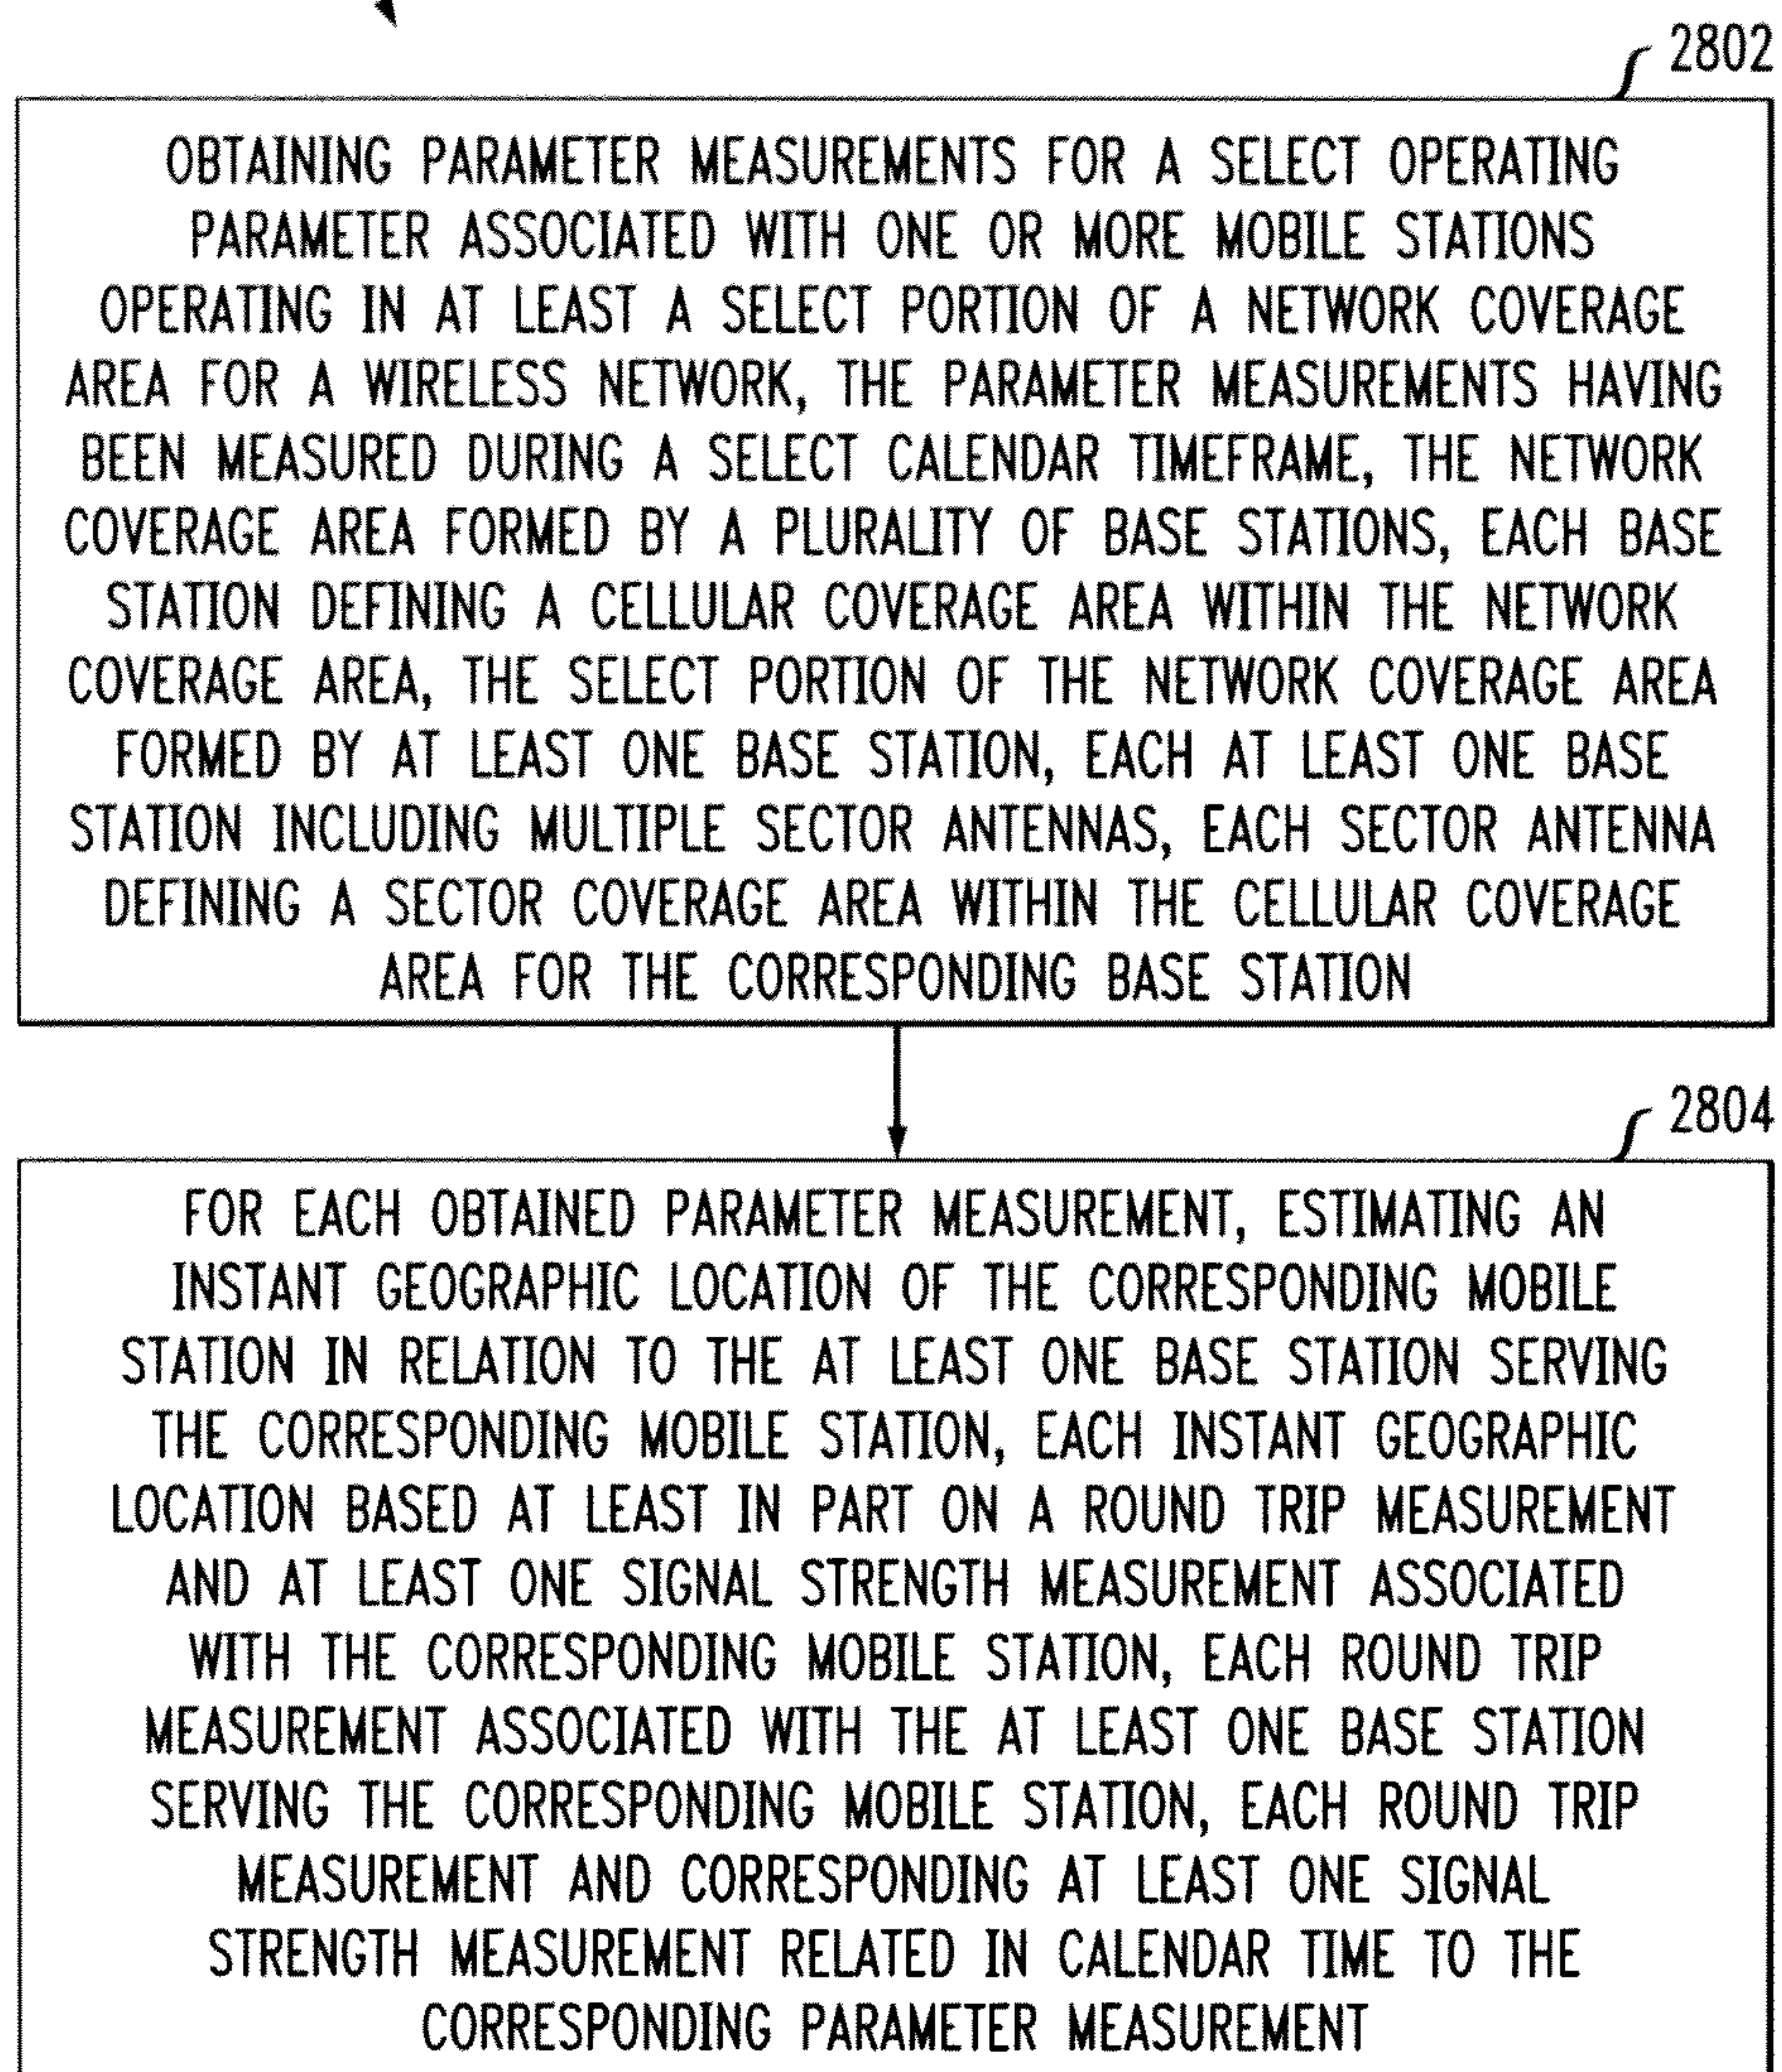 2802
OBTAINING PARAMETER MEASUREMENTS FOR A SELECT OPERATING
PARAMETER ASSOCIATED WITH ONE OR MORE MOBILE STATIONS
OPERATING IN AT LEAST A SELECT PORTION OF A NETWORK COVERAGE
AREA FOR A WIRELESS NETWORK, THE PARAMETER MEASUREMENTS HAVING
BEEN MEASURED DURING A SELECT CALENDAR TIMEFRAME, THE NETWORK
COVERAGE AREA FORMED BY A PLURALITY OF BASE STATIONS, EACH BASE
STATION DEFINING A CELLULAR COVERAGE AREA WITHIN THE NETWORK
COVERAGE AREA, THE SELECT PORTION OF THE NETWORK COVERAGE AREA
FORMED BY AT LEAST ONE BASE STATION, EACH AT LEAST ONE BASE
STATION INCLUDING MULTIPLE SECTOR ANTENNAS, EACH SECTOR ANTENNA
DEFINING A SECTOR COVERAGE AREA WITHIN THE CELLULAR COVERAGE
AREA FOR THE CORRESPONDING BASE STATION
2804
FOR EACH OBTAINED PARAMETER MEASUREMENT, ESTIMATING AN
INSTANT GEOGRAPHIC LOCATION OF THE CORRESPONDING MOBILE
STATION IN RELATION TO THE AT LEAST ONE BASE STATION SERVING
THE CORRESPONDING MOBILE STATION, EACH INSTANT GEOGRAPHIC
LOCATION BASED AT LEAST IN PART ON A ROUND TRIP MEASUREMENT
AND AT LEAST ONE SIGNAL STRENGTH MEASUREMENT ASSOCIATED
WITH THE CORRESPONDING MOBILE STATION, EACH ROUND TRIP
MEASUREMENT ASSOCIATED WITH THE AT LEAST ONE BASE STATION
SERVING THE CORRESPONDING MOBILE STATION, EACH ROUND TRIP
MEASUREMENT AND CORRESPONDING AT LEAST ONE SIGNAL
STRENGTH MEASUREMENT RELATED IN CALENDAR TIME TO THE
CORRESPONDING PARAMETER MEASUREMENT